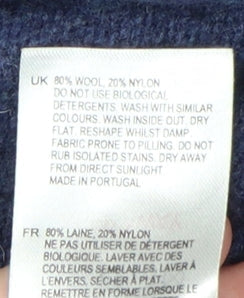 UK 80% WOOL, 20% NYLON
DO NOT USE BIOLOGICAL
DETERGENTS. WASH WITH SIMILAR
COLOURS. WASH INSIDE OUT. DRY
FLAT. RESHAPE WHILST DAMP.
FABRIC PRONE TO PILLING. DO NOT
RUB ISOLATED STAINS. DRY AWAY
FROM DIRECT SUNLIGHT
MADE IN PORTUGAL
FR 80% LAINE, 20% NYLON
NE PAS UTILISER DE DÉTERGENT
BIOLOGIQUE. LAVER AVEC DES
COULEURS SEMBLABLES. LAVER À
L'ENVERS. SÉCHER À PLAT.
REMETTRE EN FORME LORSQUE LE